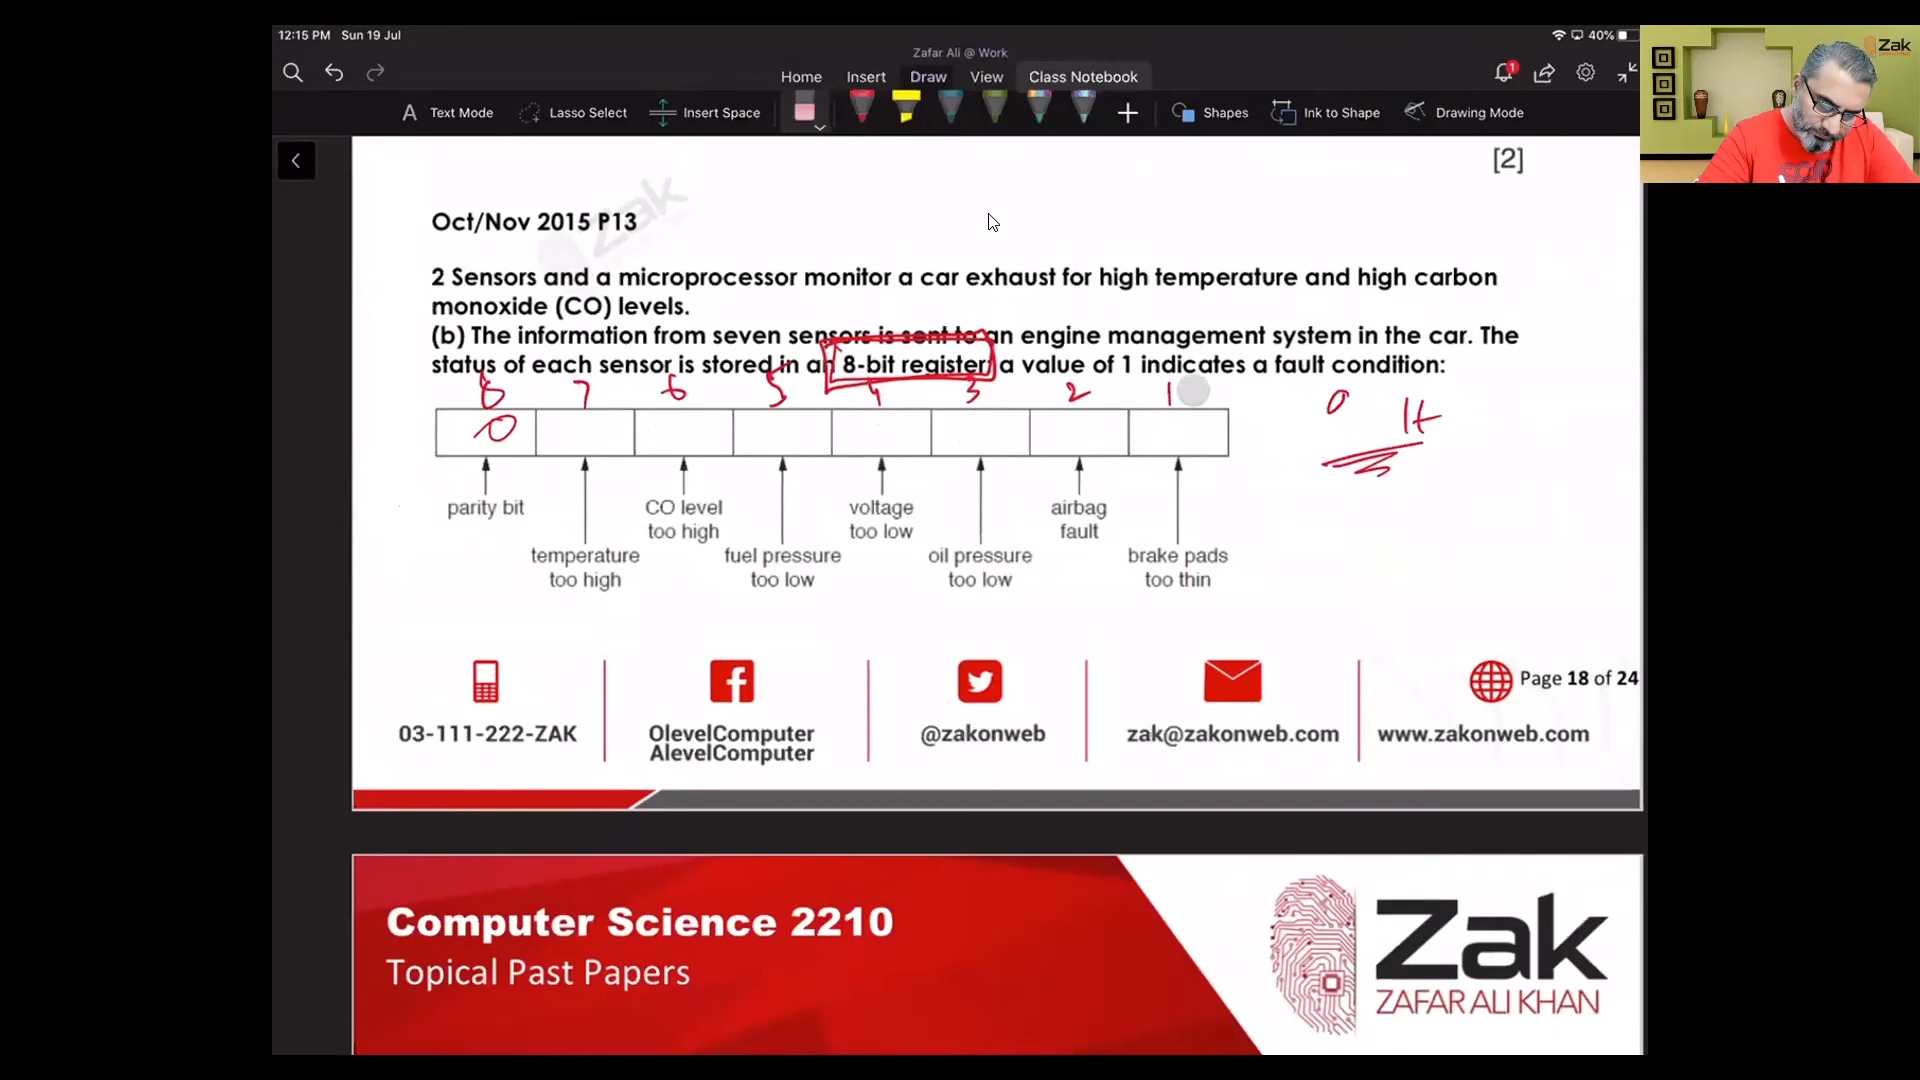 12:15 PM Sun 19 Jul
40%
Zafar Ali @ Work
Home Insert Draw View Class Notebook
1
Text Mode Lasso Select Insert Space Shapes Ink to Shape Drawing Mode
Zak
[2]
Zak
Oct/Nov 2015 P13
2 Sensors and a microprocessor monitor a car exhaust for high temperature and high carbon
monoxide (CO) levels.
(b) The information from seven sensors is sent to an engine management system in the car. The
status of each sensor is stored in an 8-bit register; a value of 1 indicates a fault condition:
8 7 6 5 4 3 2 1
0
0
parity bit
temperature
too high
CO level
too high
fuel pressure
too low
voltage
too low
oil pressure
too low
airbag
fault
brake pads
too thin
Page 18 of 24
03-111-222-ZAK
OlevelComputer
AlevelComputer
@zakonweb
zak@zakonweb.com
www.zakonweb.com
Computer Science 2210
Topical Past Papers
Zak
ZAFAR ALI KHAN